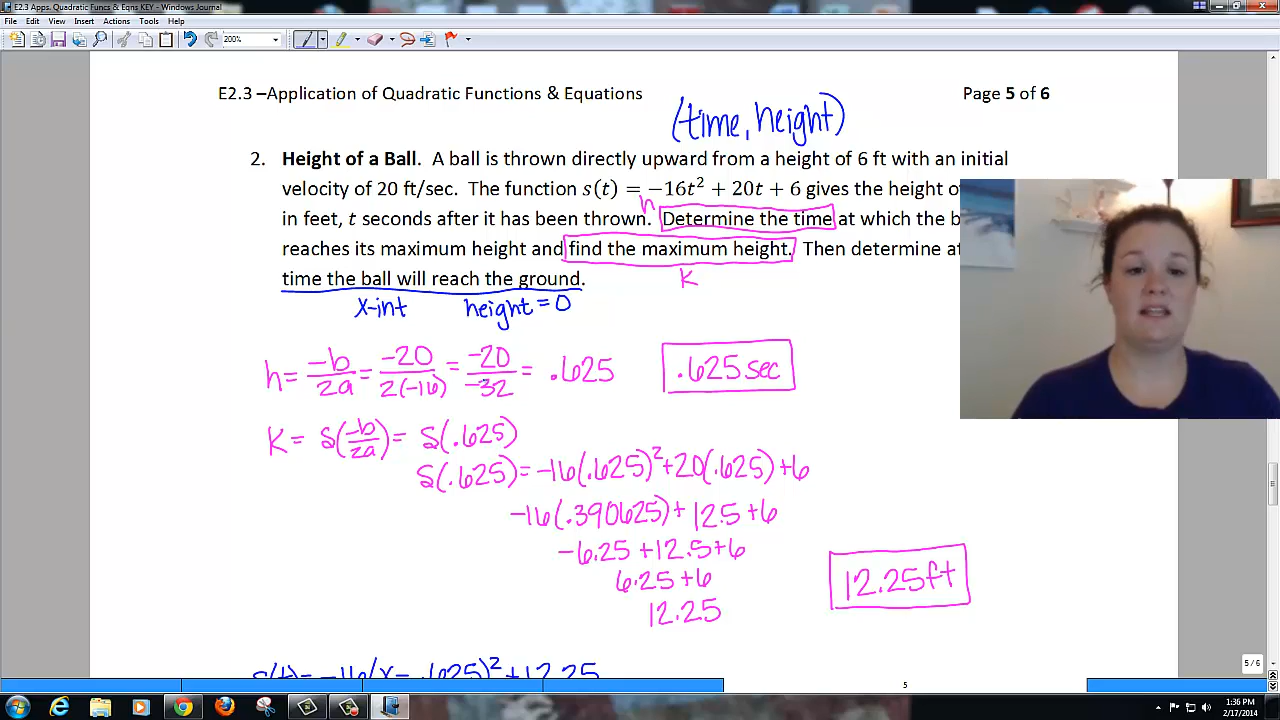 E2.3 Apps. Quadratic Funcs & Eqns KEY - Windows Journal
File Edit View Insert Actions Tools Help
200%
E2.3 –Application of Quadratic Functions & Equations Page 5 of 6
(time, height)
2. Height of a Ball. A ball is thrown directly upward from a height of 6 ft with an initial
velocity of 20 ft/sec. The function s(t) = −16t² + 20t + 6 gives the height o
h
in feet, t seconds after it has been thrown. Determine the time at which the b
reaches its maximum height and find the maximum height. Then determine at
time the ball will reach the ground. K
x-int height = 0
h = -b/2a = -20/2(-16) = -20/-32 = .625 .625 sec
K = s(-b/2a) = s(.625)
s(.625) = -16(.625)²+20(.625)+6
-16(.390625)+ 12.5 +6
-6.25 +12.5+6
6.25 +6
12.25 ft
12.25
s(t) = -16(x- .625)² +12.25
5/6
5
1:36 PM
2/17/2014